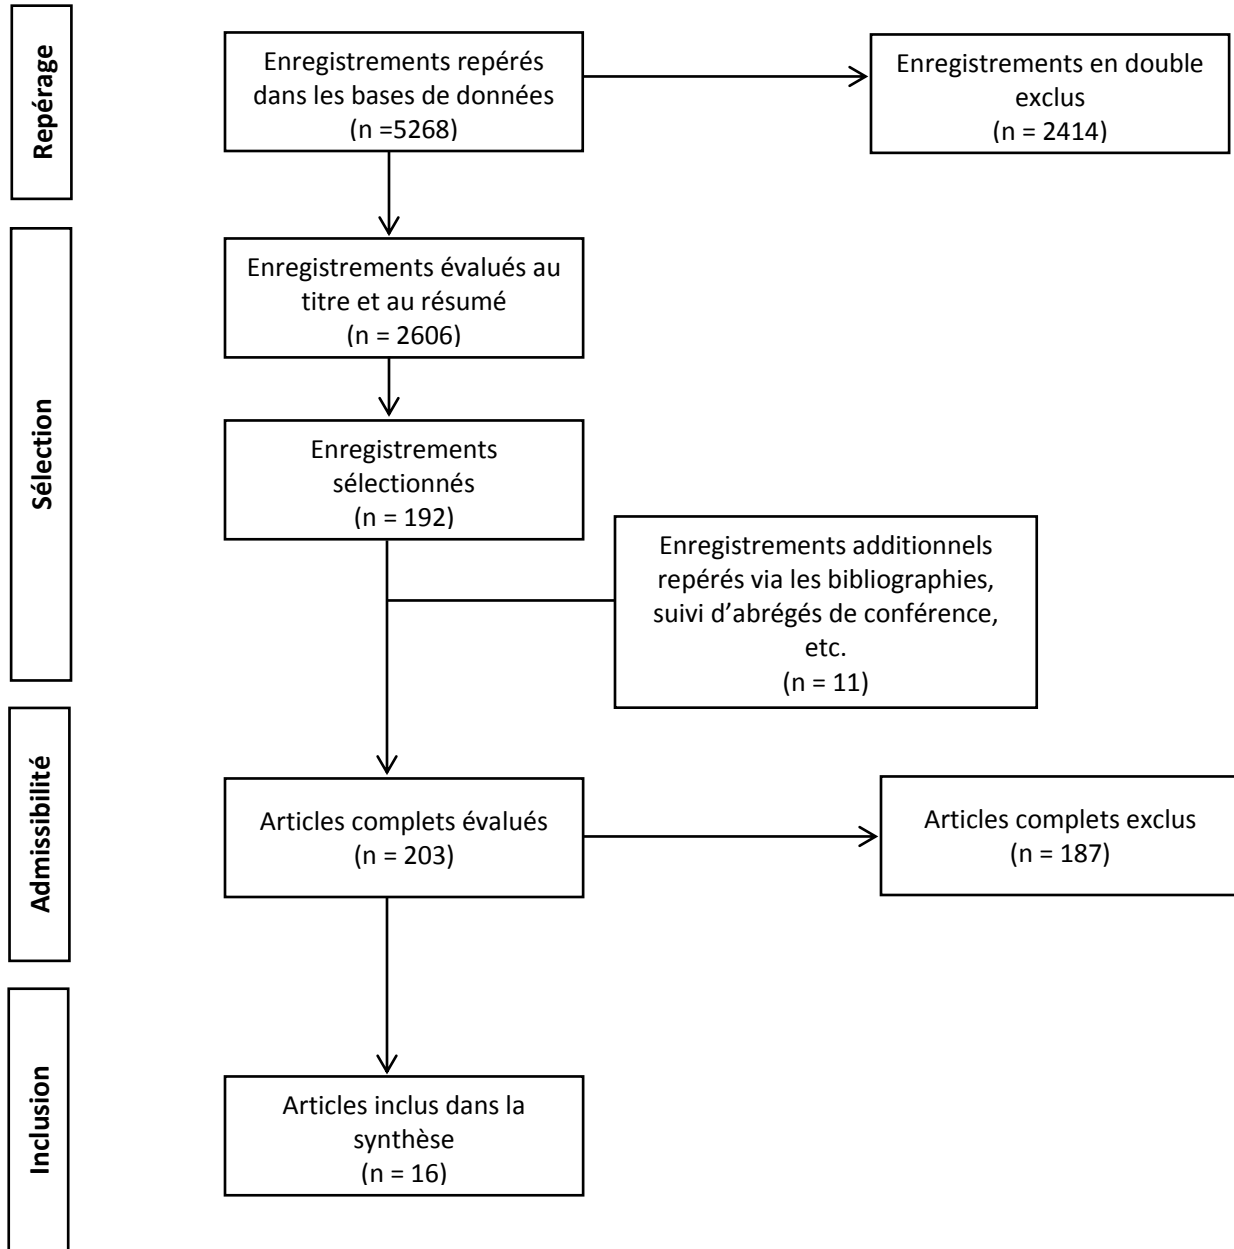 Repérage
Enregistrements repérés
dans les bases de données
(n =5268)
Enregistrements en double
exclus
(n = 2414)
Sélection
Enregistrements évalués au
titre et au résumé
(n = 2606)
Enregistrements
sélectionnés
(n = 192)
Enregistrements additionnels
repérés via les bibliographies,
suivi d’abrégés de conférence,
etc.
(n = 11)
Admissibilité
Articles complets évalués
(n = 203)
Articles complets exclus
(n = 187)
Inclusion
Articles inclus dans la
synthèse
(n = 16)